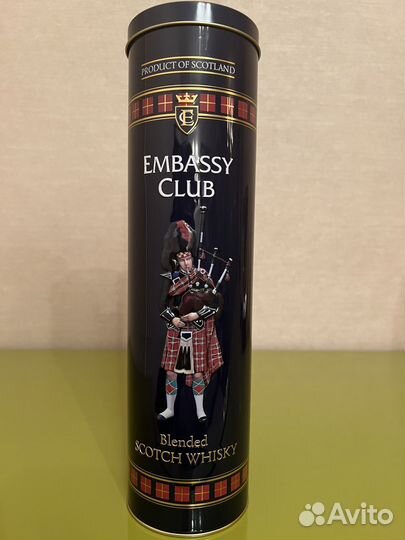 PRODUCT OF SCOTLAND
EC
EMBASSY
CLUB
Blended
SCOTCH WHISKY
Avito